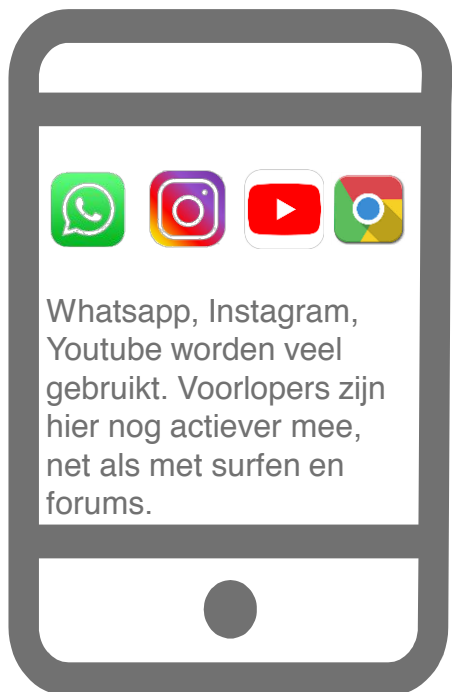 Whatsapp, Instagram,
Youtube worden veel
gebruikt. Voorlopers zijn
hier nog actiever mee,
net als met surfen en
forums.